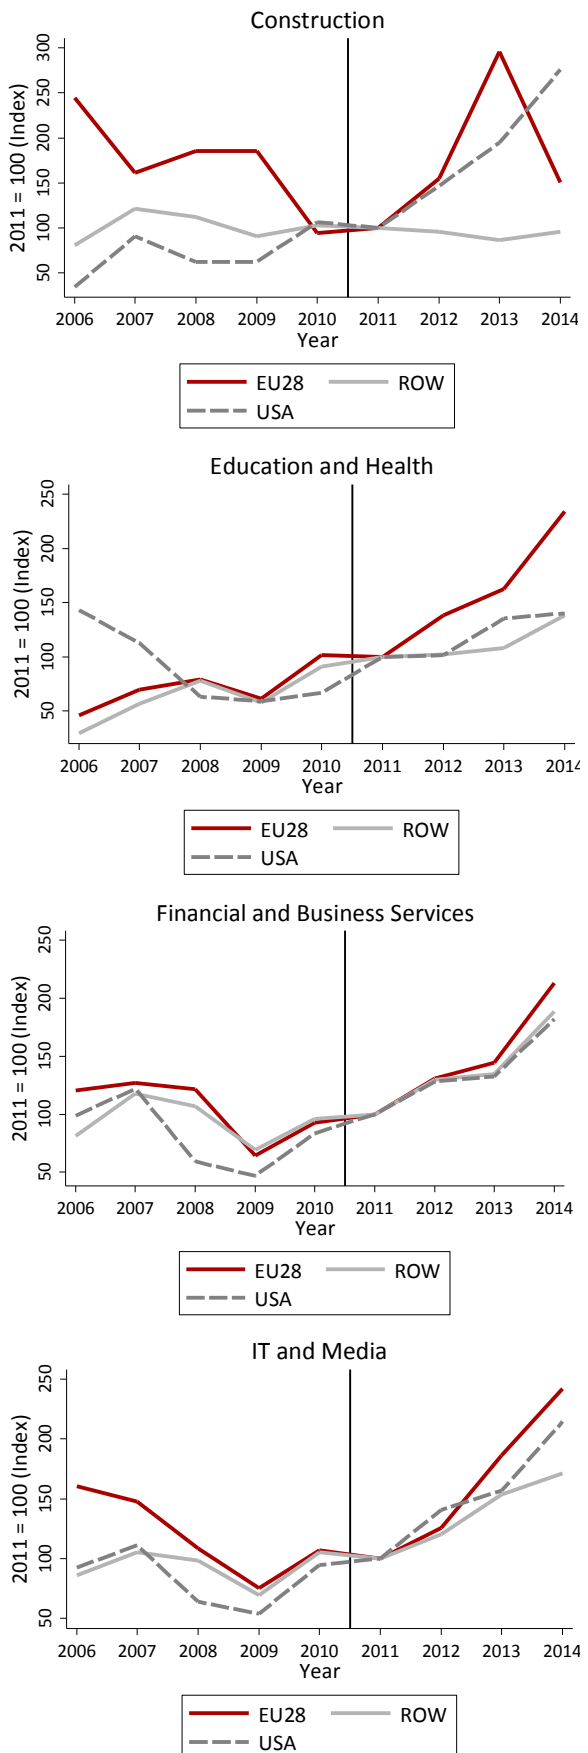 Construction
2011 = 100 (Index)
300
250
200
150
100
50
2006 2007 2008 2009 2010 2011 2012 2013 2014
Year
EU28 ROW
USA
Education and Health
2011 = 100 (Index)
250
200
150
100
50
2006 2007 2008 2009 2010 2011 2012 2013 2014
Year
EU28 ROW
USA
Financial and Business Services
2011 = 100 (Index)
250
200
150
100
50
2006 2007 2008 2009 2010 2011 2012 2013 2014
Year
EU28 ROW
USA
IT and Media
2011 = 100 (Index)
250
200
150
100
50
2006 2007 2008 2009 2010 2011 2012 2013 2014
Year
EU28 ROW
USA